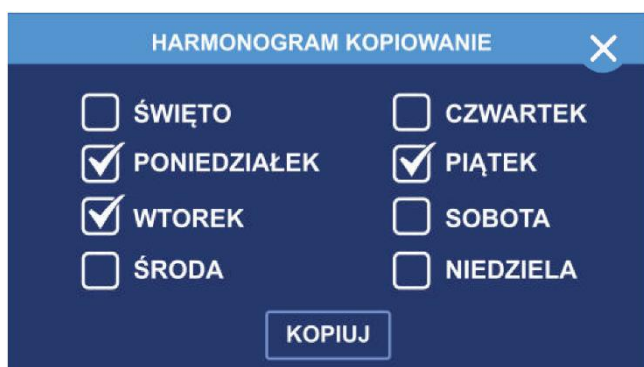 HARMONOGRAM KOPIOWANIE
ŚWIĘTO
PONIEDZIAŁEK
WTOREK
ŚRODA
CZWARTEK
PIĄTEK
SOBOTA
NIEDZIELA
KOPIUJ